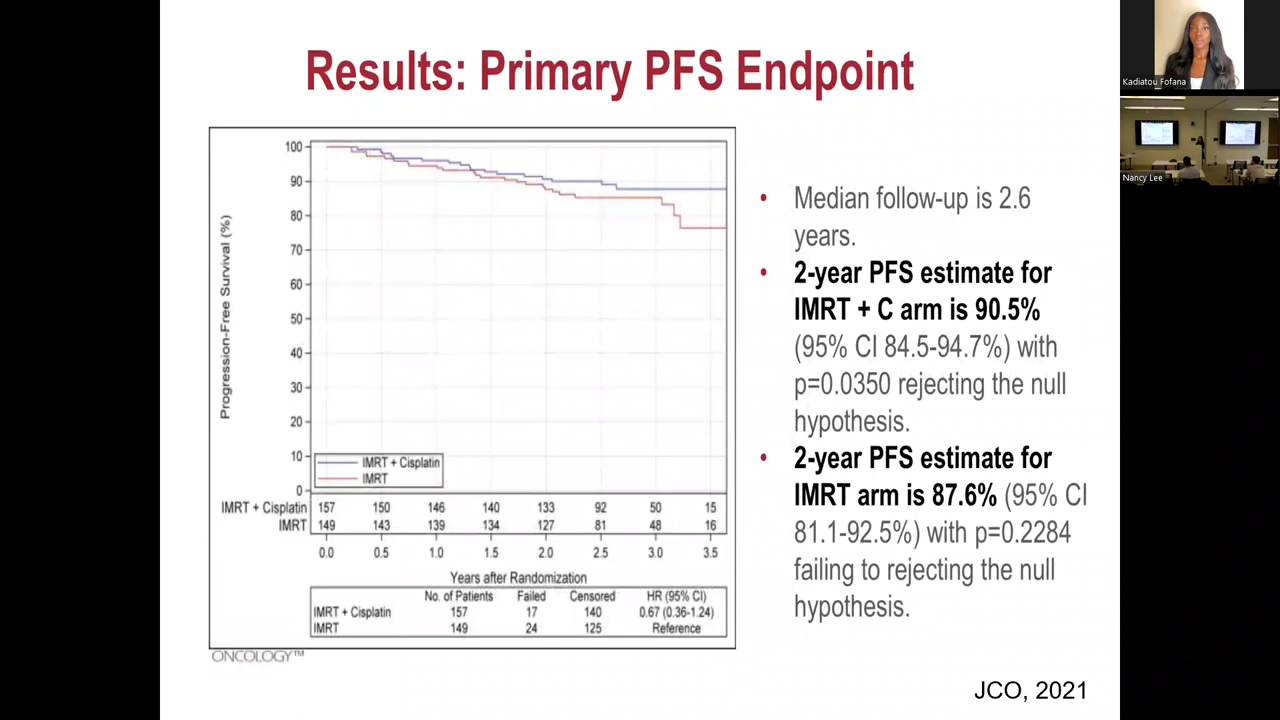 Results: Primary PFS Endpoint
Kadiatou Fofana
Nancy Lee
Progression-Free Survival (%)
100
90
80
70
60
50
40
30
20
10
0
IMRT + Cisplatin
IMRT
IMRT + Cisplatin 157 150 146 140 133 92 50 15
IMRT 149 143 139 134 127 81 48 16
0.0 0.5 1.0 1.5 2.0 2.5 3.0 3.5
Years after Randomization
No. of Patients Failed Censored HR (95% CI)
IMRT + Cisplatin 157 17 140 0.67 (0.36-1.24)
IMRT 149 24 125 Reference
ONCOLOGY™
• Median follow-up is 2.6
years.
• 2-year PFS estimate for
IMRT + C arm is 90.5%
(95% CI 84.5-94.7%) with
p=0.0350 rejecting the null
hypothesis.
• 2-year PFS estimate for
IMRT arm is 87.6% (95% CI
81.1-92.5%) with p=0.2284
failing to rejecting the null
hypothesis.
JCO, 2021